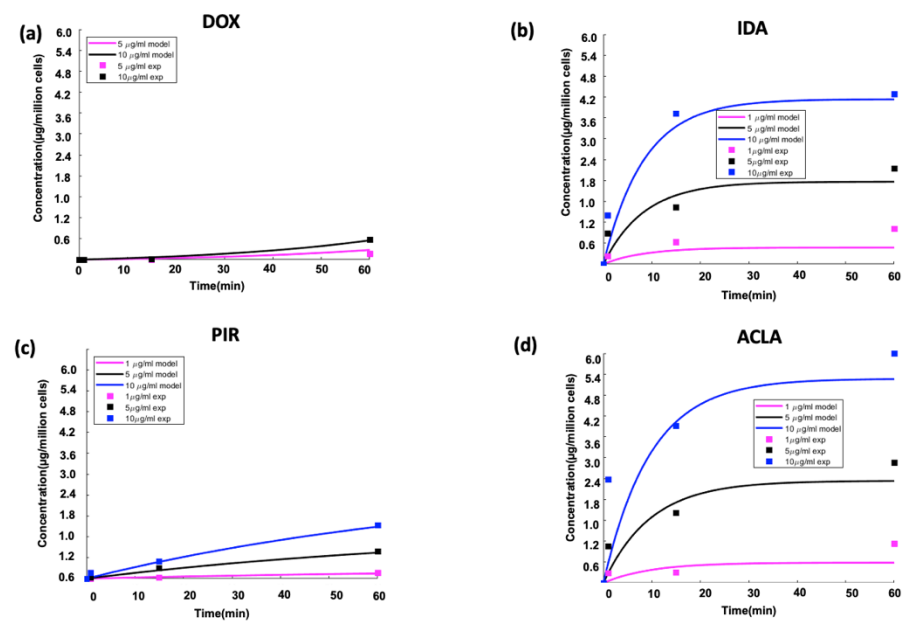 (a)
DOX
6.0
5.4
4.8
4.2
3.6
3.0
2.4
1.8
1.2
0.6
Concentration(µg/million cells)
5 µg/ml model
10 µg/ml model
5 µg/ml exp
10µg/ml exp
0 10 20 30 40 50 60
Time(min)
(b)
IDA
6.0
5.4
4.8
4.2
3.6
3.0
2.4
1.8
1.2
0.6
Concentration(µg/million cells)
1 µg/ml model
5 µg/ml model
10 µg/ml model
1µg/ml exp
5µg/ml exp
10µg/ml exp
0 10 20 30 40 50 60
Time(min)
(c)
PIR
6.0
5.4
4.8
4.2
3.6
3.0
2.4
1.0
1.2
0.6
Concentration(µg/million cells)
1 µg/ml model
5 µg/ml model
10 µg/ml model
1µg/ml exp
5µg/ml exp
10µg/ml exp
0 10 20 30 40 50 60
Time(min)
(d)
ACLA
6.0
5.4
4.8
4.2
3.6
3.0
2.4
1.8
1.2
0.6
Concentration(µg/million cells)
1 µg/ml model
5 µg/ml model
10 µg/ml model
1µg/ml exp
5µg/ml exp
10µg/ml exp
0 10 20 30 40 50 60
Time(min)